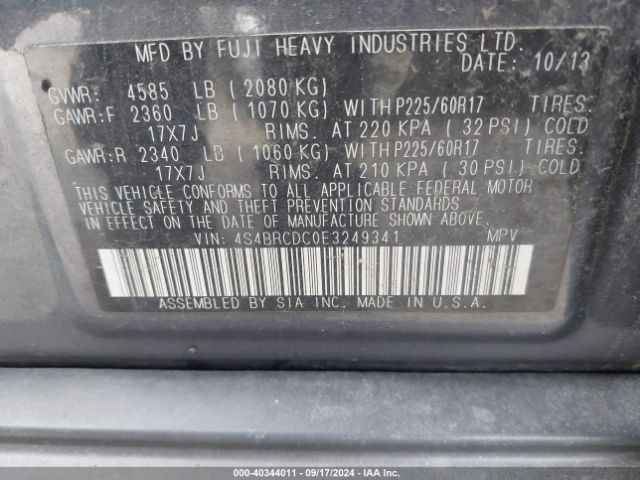 MFD BY FUJI HEAVY INDUSTRIES LTD.
DATE: 10/13
GVWR: 4585 LB ( 2080 KG)
GAWR:F 2360 LB ( 1070 KG) WITH P225/60R17 TIRES.
17X7J RIMS. AT 220 KPA ( 32 PSI) COLD
GAWR:R 2340 LB ( 1060 KG) WITH P225/60R17 TIRES.
17X7J RIMS. AT 210 KPA ( 30 PSI) COLD
THIS VEHICLE CONFORMS TO ALL APPLICABLE FEDERAL MOTOR
VEHICLE SAFETY AND THEFT PREVENTION STANDARDS
IN EFFECT ON THE DATE OF MANUFACTURE SHOWN ABOVE.
VIN: 4S4BRCDC0E3249341 MPV
ASSEMBLED BY SIA INC. MADE IN U.S.A.
000-40344011 - 09/17/2024 - IAA Inc.